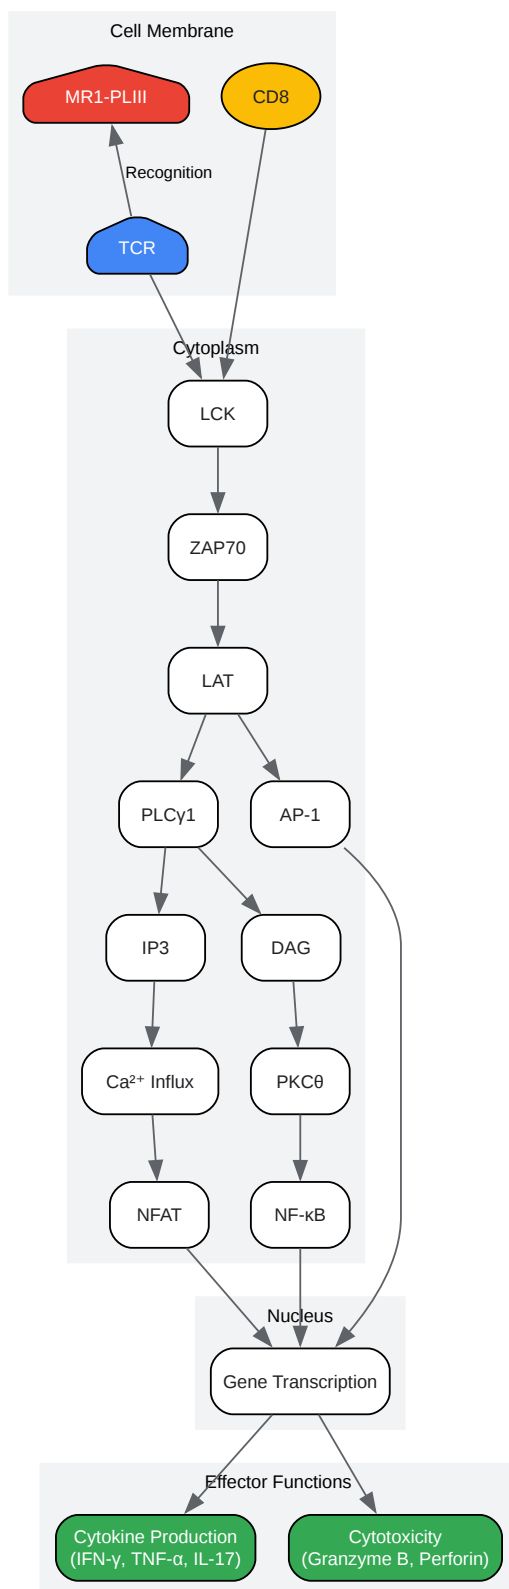 Cell Membrane
MR1-PLIII
CD8
Recognition
TCR
Cytoplasm
LCK
ZAP70
LAT
PLCγ1
AP-1
IP3
DAG
Ca²⁺ Influx
PKCθ
NFAT
NF-κB
Nucleus
Gene Transcription
Effector Functions
Cytokine Production
(IFN-γ, TNF-α, IL-17)
Cytotoxicity
(Granzyme B, Perforin)